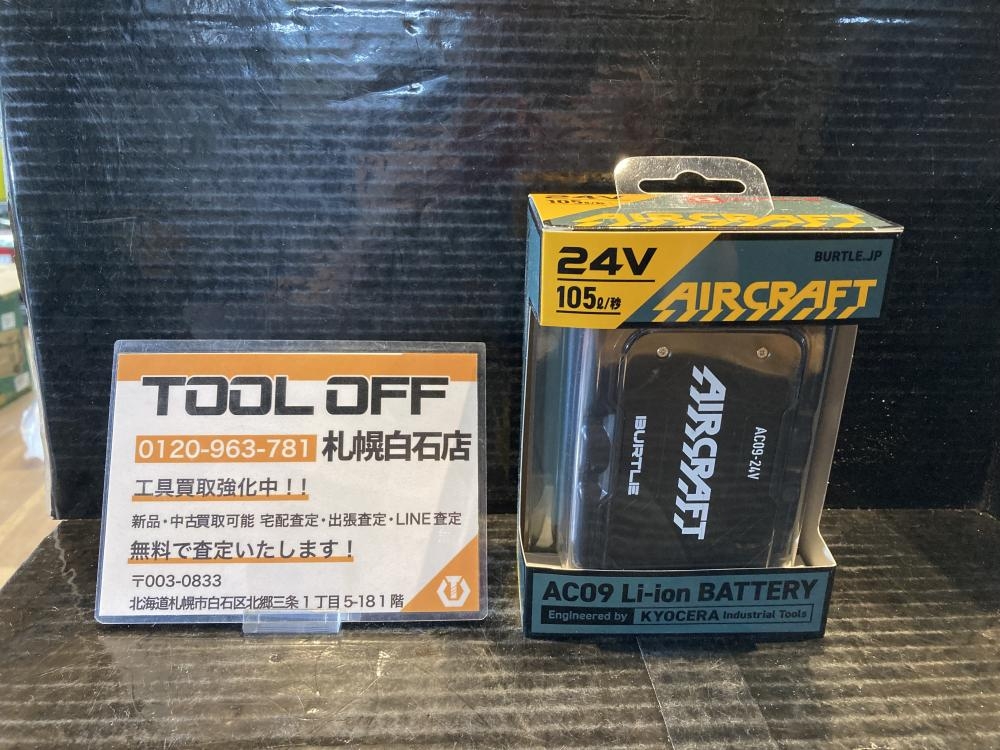 TOOL OFF
0120-963-781 札幌白石店
工具買取強化中!!
新品・中古買取可能 宅配査定・出張査定・LINE査定
無料で査定いたします!
〒003-0833
北海道札幌市白石区北郷三条1丁目5-18 1階
24V
105ℓ/秒
AIRCRAFT
24V
105ℓ/秒
BURTLE.JP
AIRCRAFT
AIRCRAFT
AC09-24V
BURTLE
AC09 Li-ion BATTERY
Engineered by KYOCERA Industrial Tools